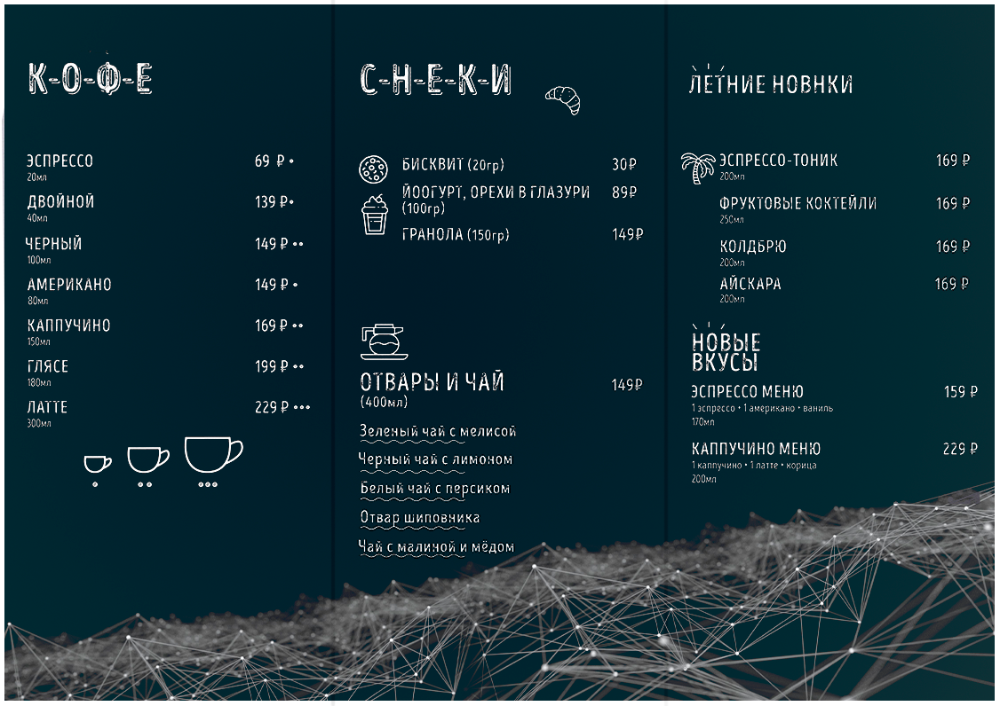 К-О-Ф-Е
ЭСПРЕССО 69 ₽ •
20мл
ДВОЙНОЙ 139 ₽ •
40мл
ЧЕРНЫЙ 149 ₽ ••
100мл
АМЕРИКАНО 149 ₽ •
80мл
КАППУЧИНО 169 ₽ ••
150мл
ГЛЯСЕ 199 ₽ ••
180мл
ЛАТТЕ 229 ₽ •••
300мл
С-Н-Е-К-И
БИСКВИТ (20гр) 30₽
ЙООГУРТ, ОРЕХИ В ГЛАЗУРИ 89₽
(100гр)
ГРАНОЛА (150гр) 149₽
ОТВАРЫ И ЧАЙ 149₽
(400мл)
Зеленый чай с мелисой
Черный чай с лимоном
Белый чай с персиком
Отвар шиповника
Чай с малиной и мёдом
ЛЕТНИЕ НОВНКИ
ЭСПРЕССО-ТОНИК 169 ₽
200мл
ФРУКТОВЫЕ КОКТЕЙЛИ 169 ₽
250мл
КОЛДБРЮ 169 ₽
200мл
АЙСКАРА 169 ₽
200мл
НОВЫЕ
ВКУСЫ
ЭСПРЕССО МЕНЮ 159 ₽
1 эспрессо • 1 американо • ваниль
170мл
КАППУЧИНО МЕНЮ 229 ₽
1 каппучино • 1 латте • корица
200мл